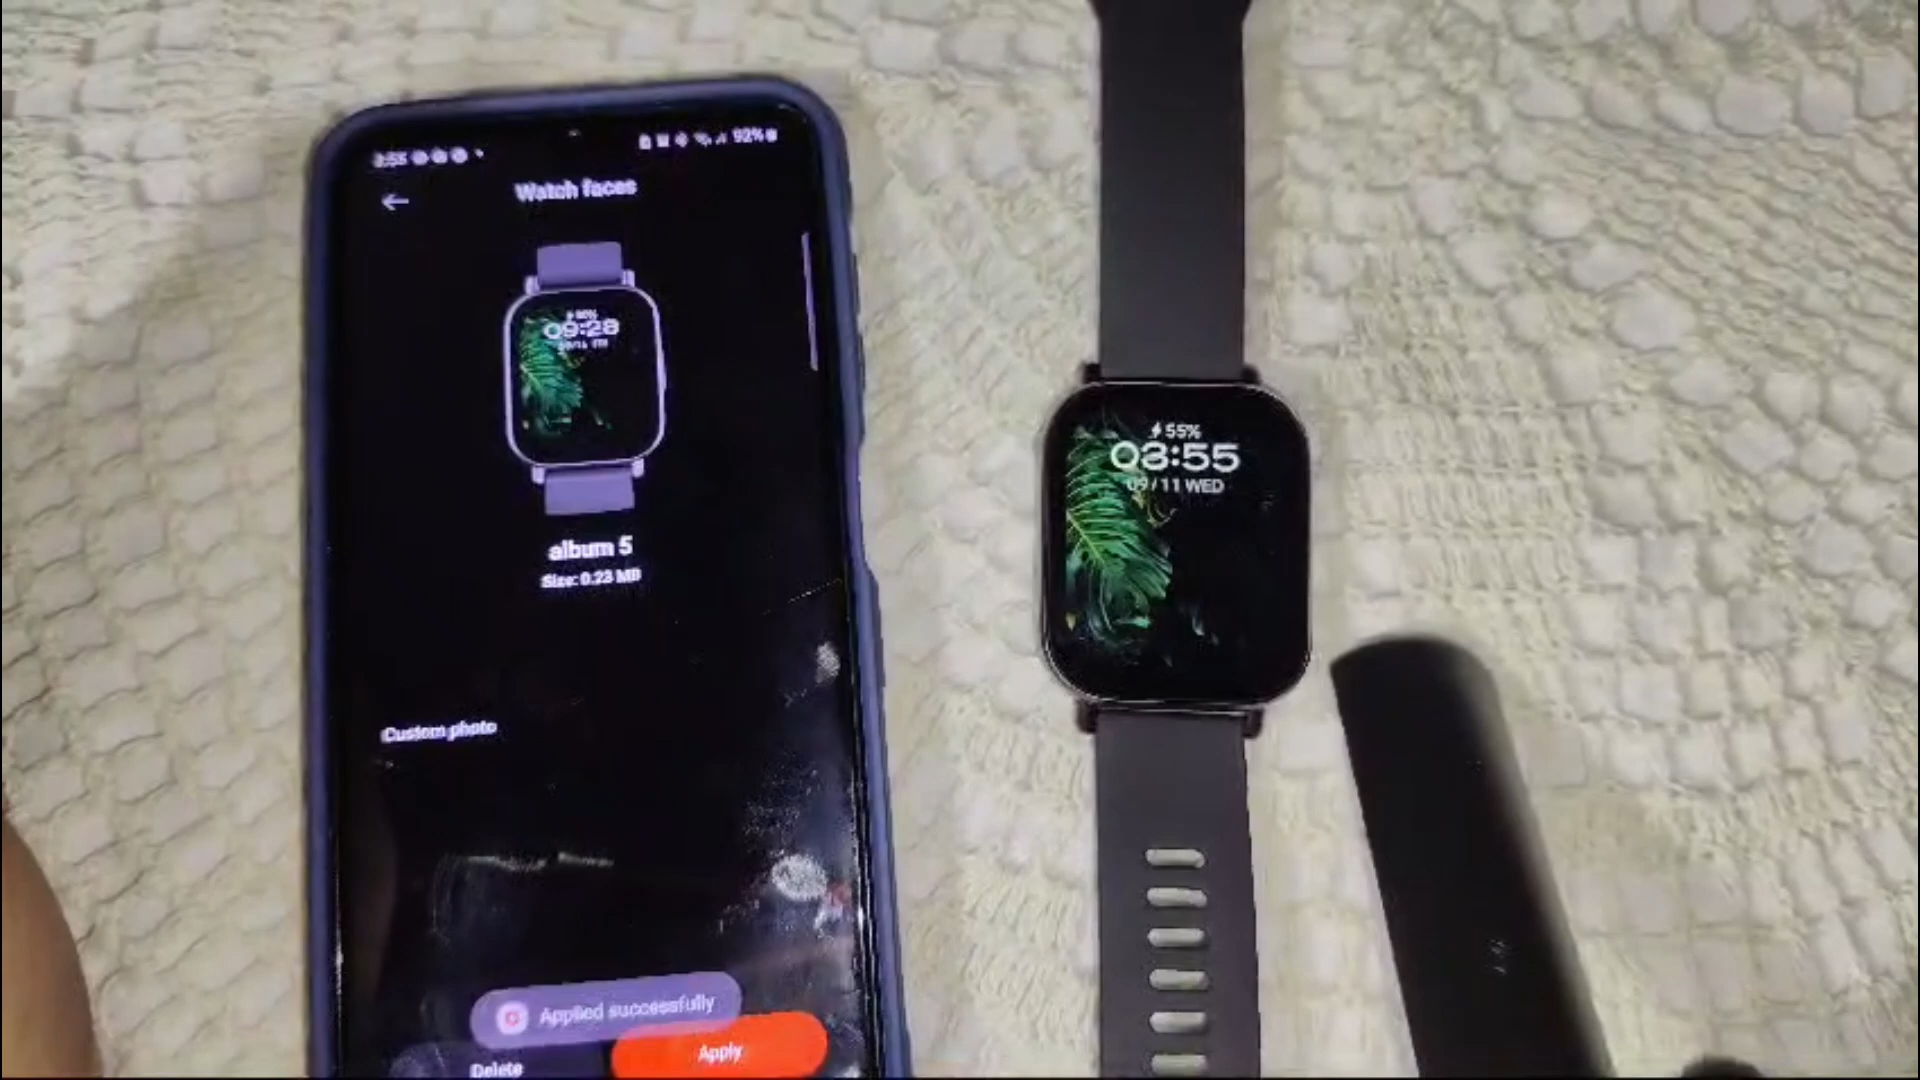 3:55
92%
Watch faces
09:28
album 5
Size: 0.23 MB
Custom photo
Applied successfully
Delete
Apply
55%
03:55
09/11 WED